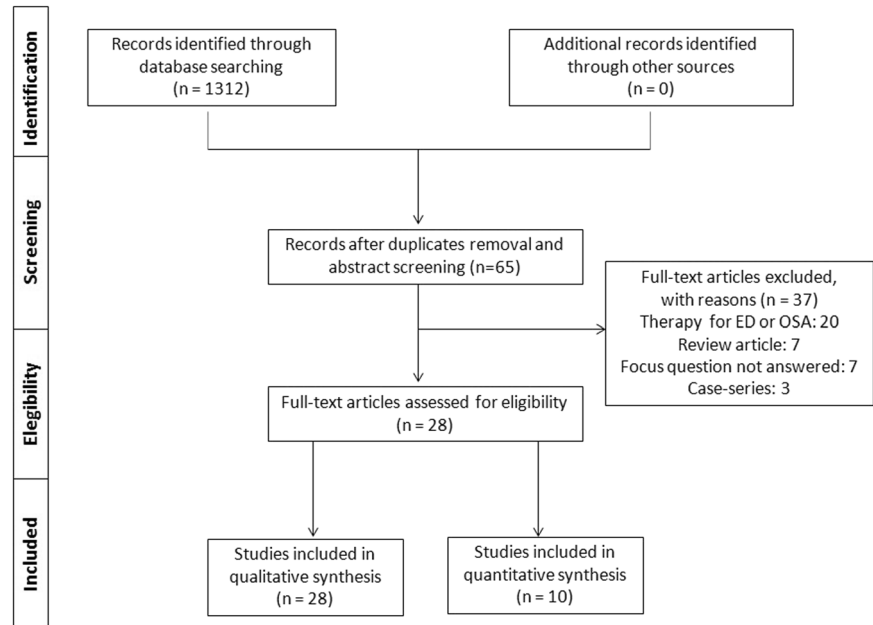 Identification
Records identified through
database searching
(n = 1312)
Additional records identified
through other sources
(n = 0)
Screening
Records after duplicates removal and
abstract screening (n=65)
Full-text articles excluded,
with reasons (n = 37)
Therapy for ED or OSA: 20
Review article: 7
Focus question not answered: 7
Case-series: 3
Elegibility
Full-text articles assessed for eligibility
(n = 28)
Included
Studies included in
qualitative synthesis
(n = 28)
Studies included in
quantitative synthesis
(n = 10)